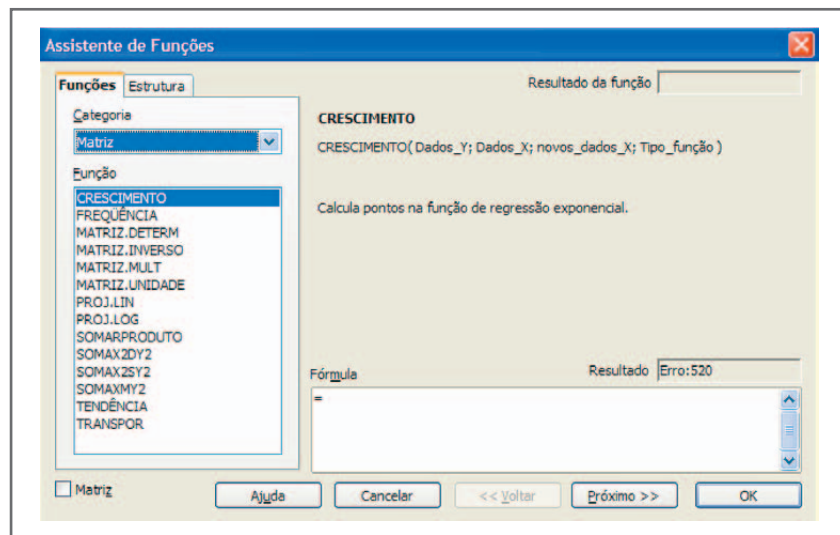 Assistente de Funções
Funções Estrutura
Resultado da função
Categoria
Matriz
Função
CRESCIMENTO
FREQÜÊNCIA
MATRIZ.DETERM
MATRIZ.INVERSO
MATRIZ.MULT
MATRIZ.UNIDADE
PROJ.LIN
PROJ.LOG
SOMARPRODUTO
SOMAX2DY2
SOMAX2SY2
SOMAXMY2
TENDÊNCIA
TRANSPOR
CRESCIMENTO
CRESCIMENTO( Dados_Y; Dados_X; novos_dados_X; Tipo_função )
Calcula pontos na função de regressão exponencial.
Fórmula
Resultado Erro:520
=
Matriz
Ajuda Cancelar << Voltar Próximo >> OK